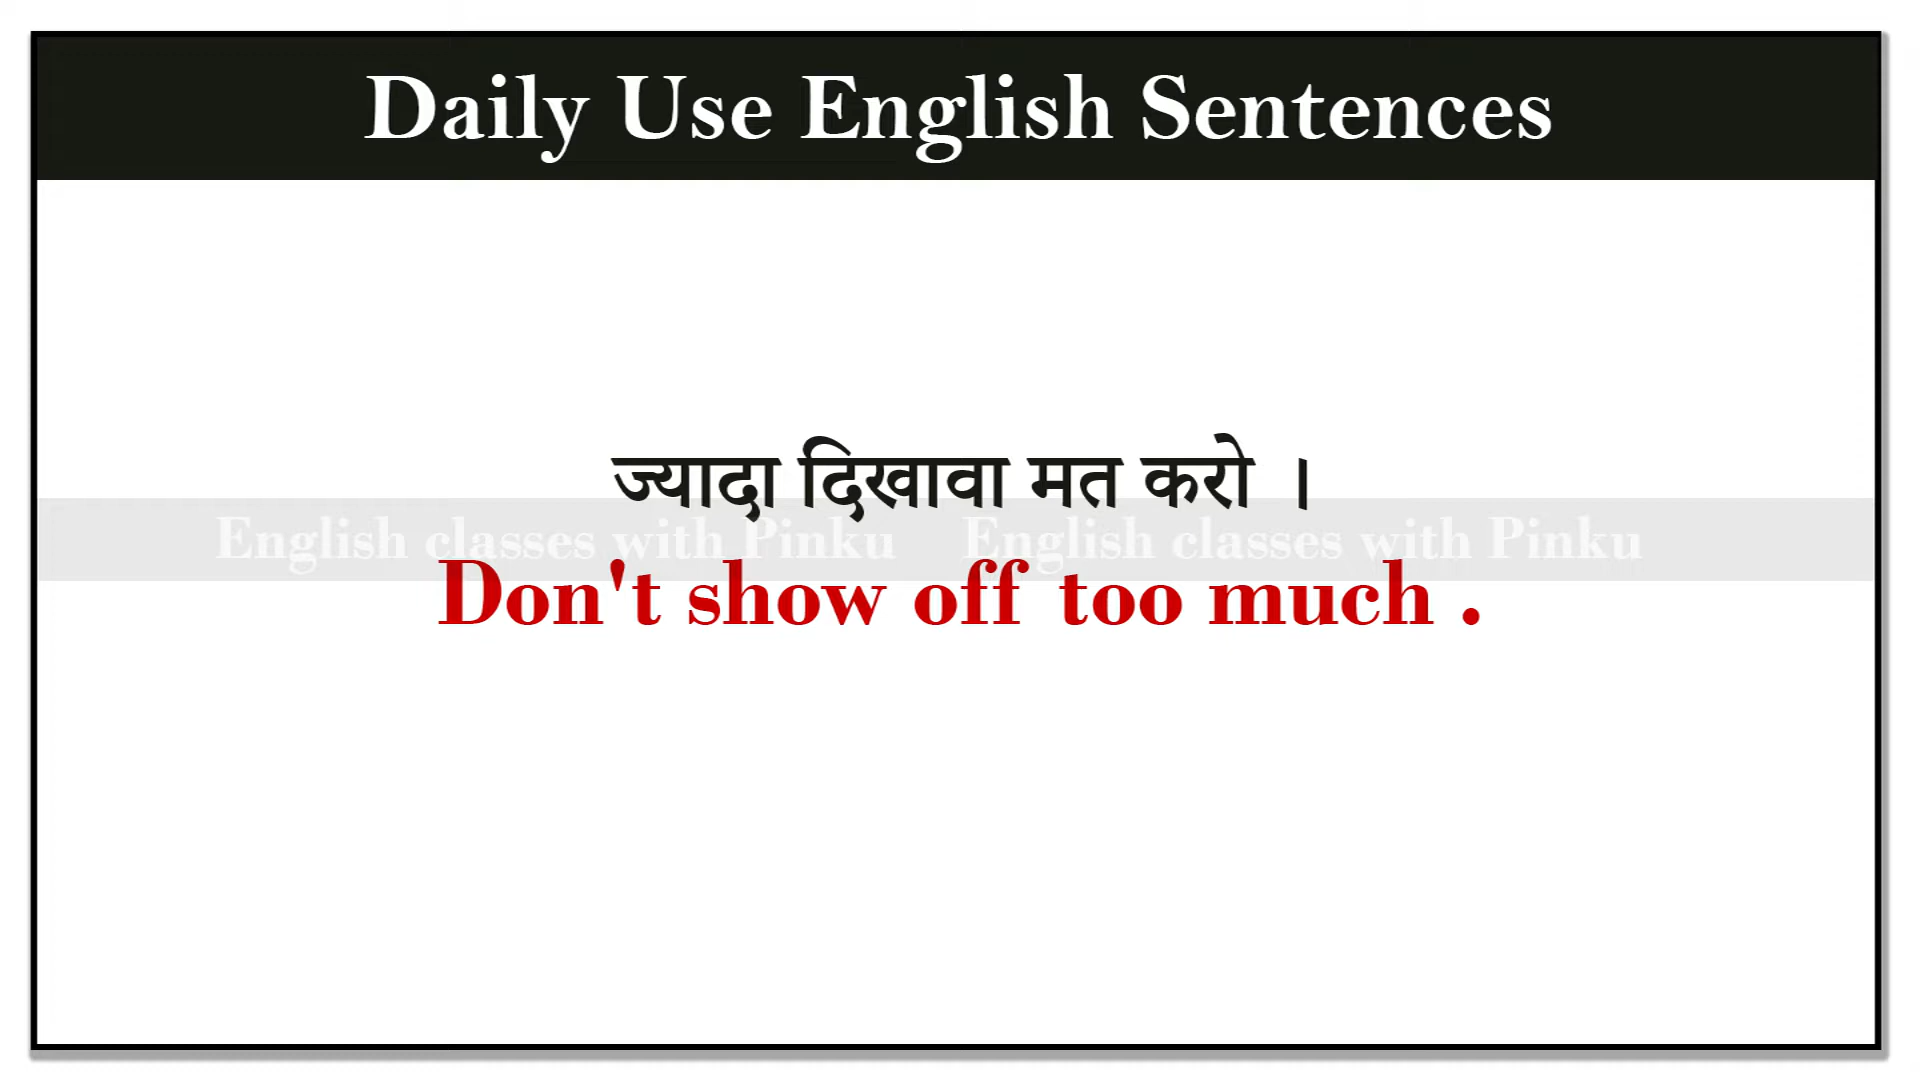 Daily Use English Sentences
ज्यादा दिखावा मत करो ।
English classes with Pinku English classes with Pinku
Don't show off too much .